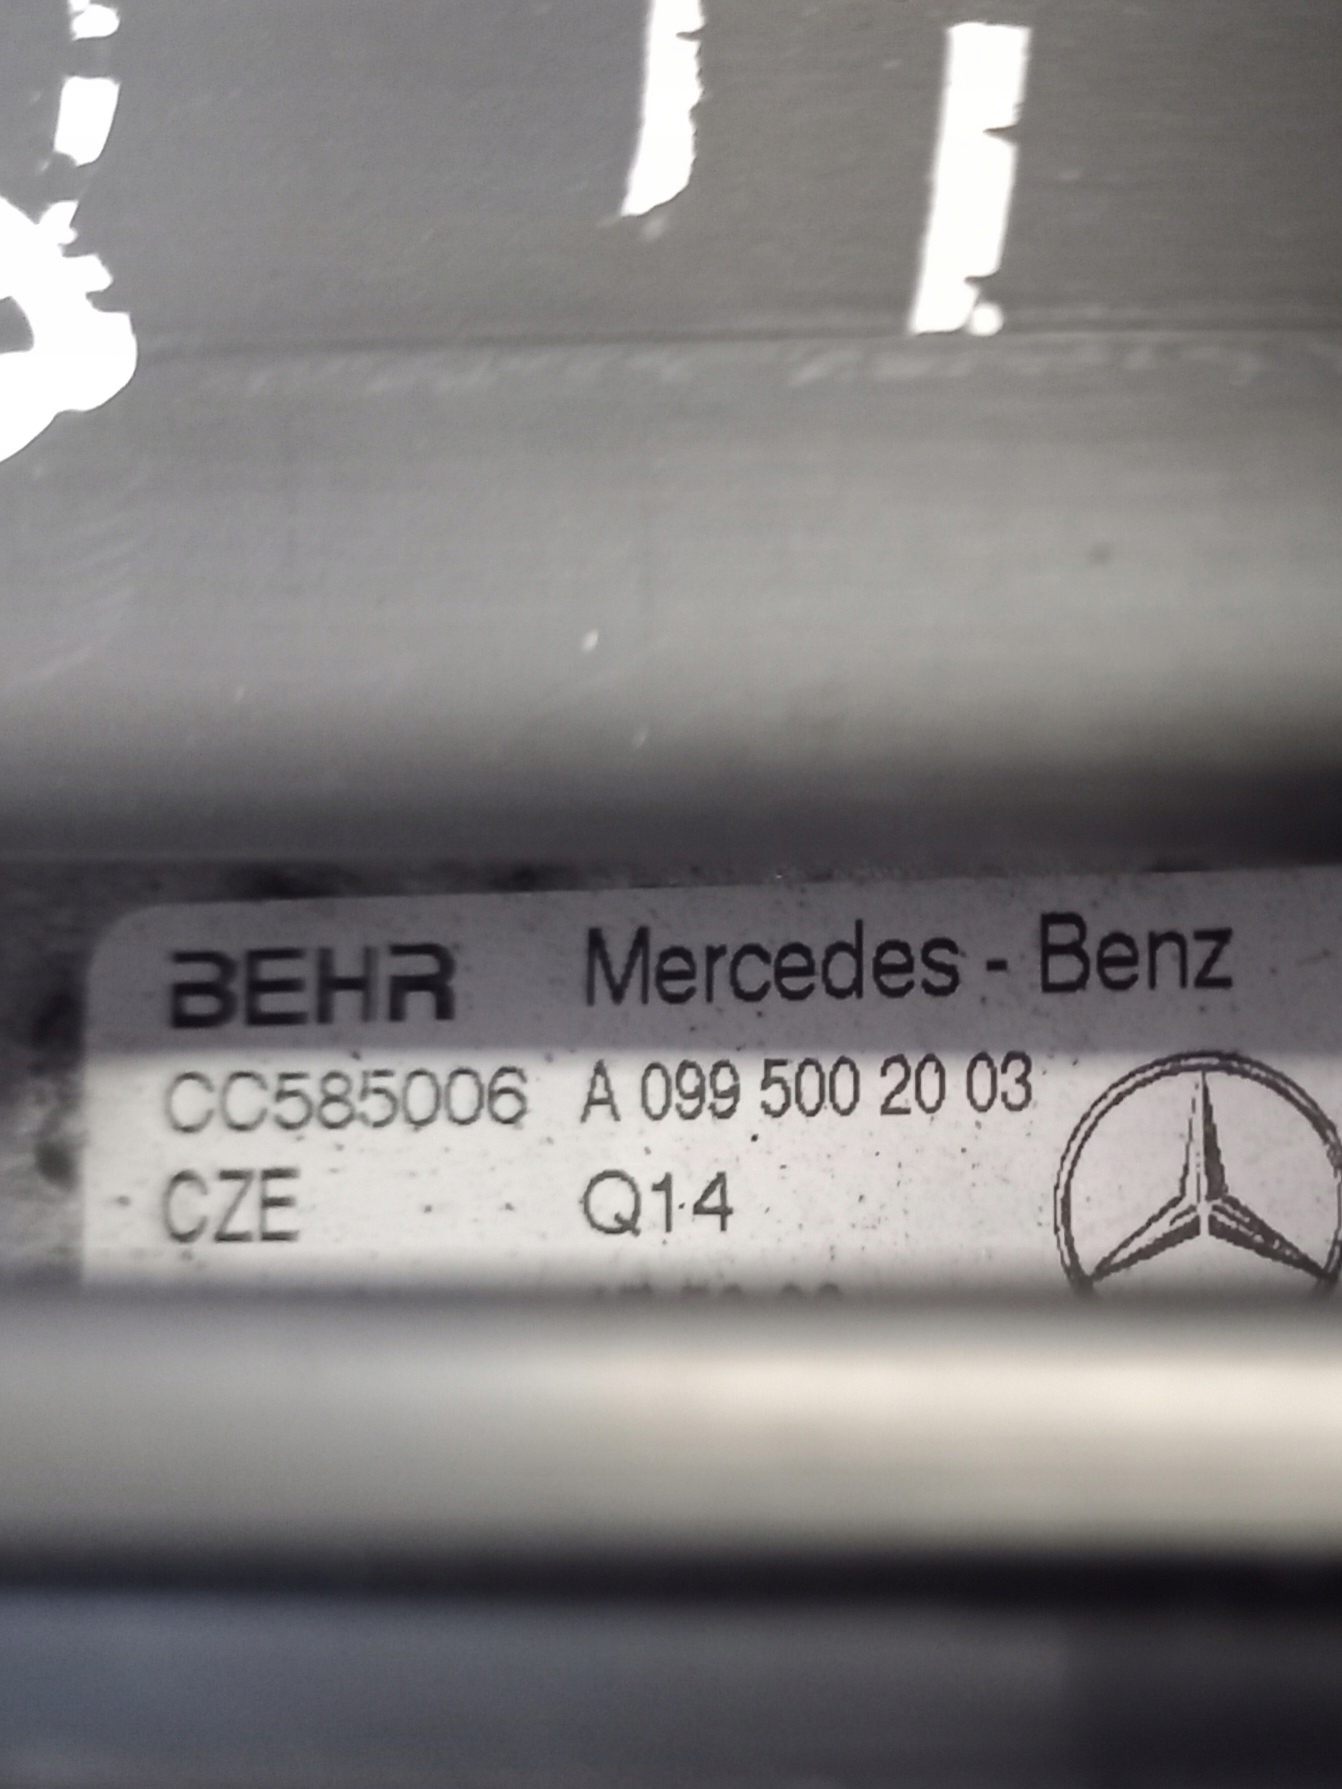 BEHR Mercedes - Benz
CC585006 A 099 500 20 03
CZE Q14